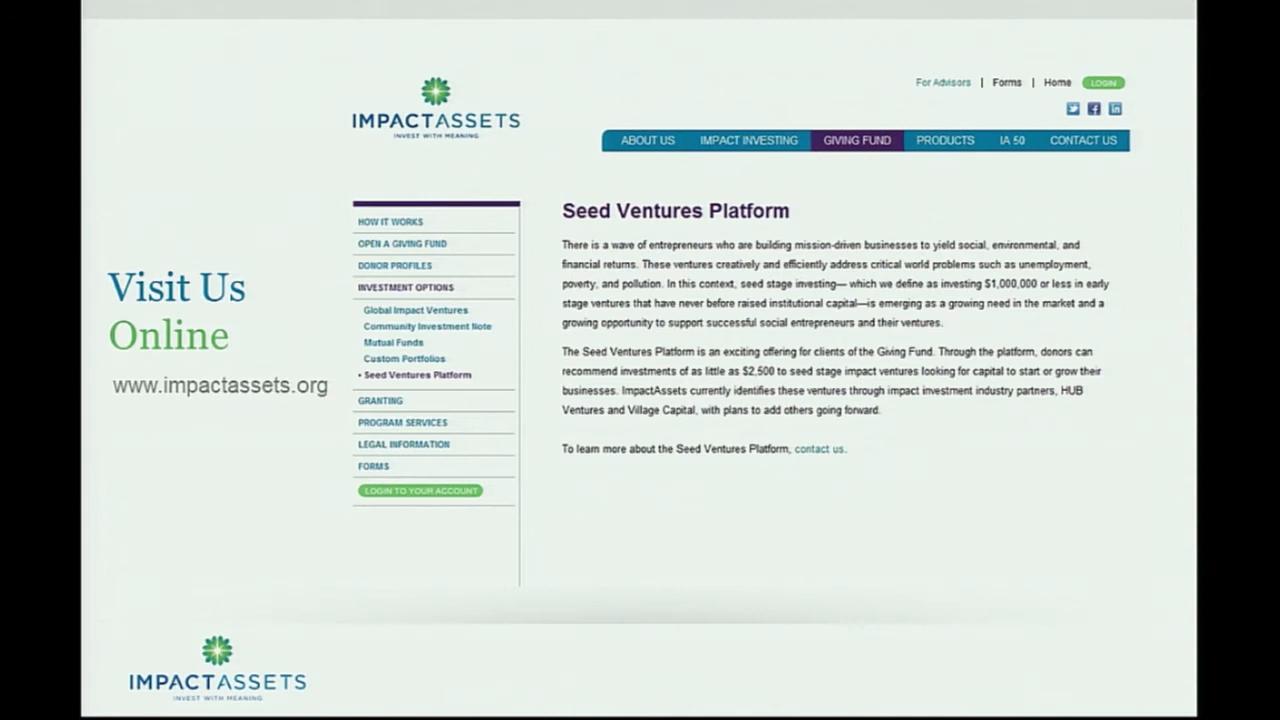 IMPACTASSETS
INVEST WITH MEANING
For Advisors | Forms | Home LOGIN
ABOUT US IMPACT INVESTING GIVING FUND PRODUCTS IA 50 CONTACT US
Visit Us
Online
www.impactassets.org
HOW IT WORKS
OPEN A GIVING FUND
DONOR PROFILES
INVESTMENT OPTIONS
Global Impact Ventures
Community Investment Note
Mutual Funds
Custom Portfolios
• Seed Ventures Platform
GRANTING
PROGRAM SERVICES
LEGAL INFORMATION
FORMS
LOGIN TO YOUR ACCOUNT
Seed Ventures Platform
There is a wave of entrepreneurs who are building mission-driven businesses to yield social, environmental, and
financial returns. These ventures creatively and efficiently address critical world problems such as unemployment,
poverty, and pollution. In this context, seed stage investing— which we define as investing $1,000,000 or less in early
stage ventures that have never before raised institutional capital—is emerging as a growing need in the market and a
growing opportunity to support successful social entrepreneurs and their ventures.
The Seed Ventures Platform is an exciting offering for clients of the Giving Fund. Through the platform, donors can
recommend investments of as little as $2,500 to seed stage impact ventures looking for capital to start or grow their
businesses. ImpactAssets currently identifies these ventures through impact investment industry partners, HUB
Ventures and Village Capital, with plans to add others going forward.
To learn more about the Seed Ventures Platform, contact us.
IMPACTASSETS
INVEST WITH MEANING